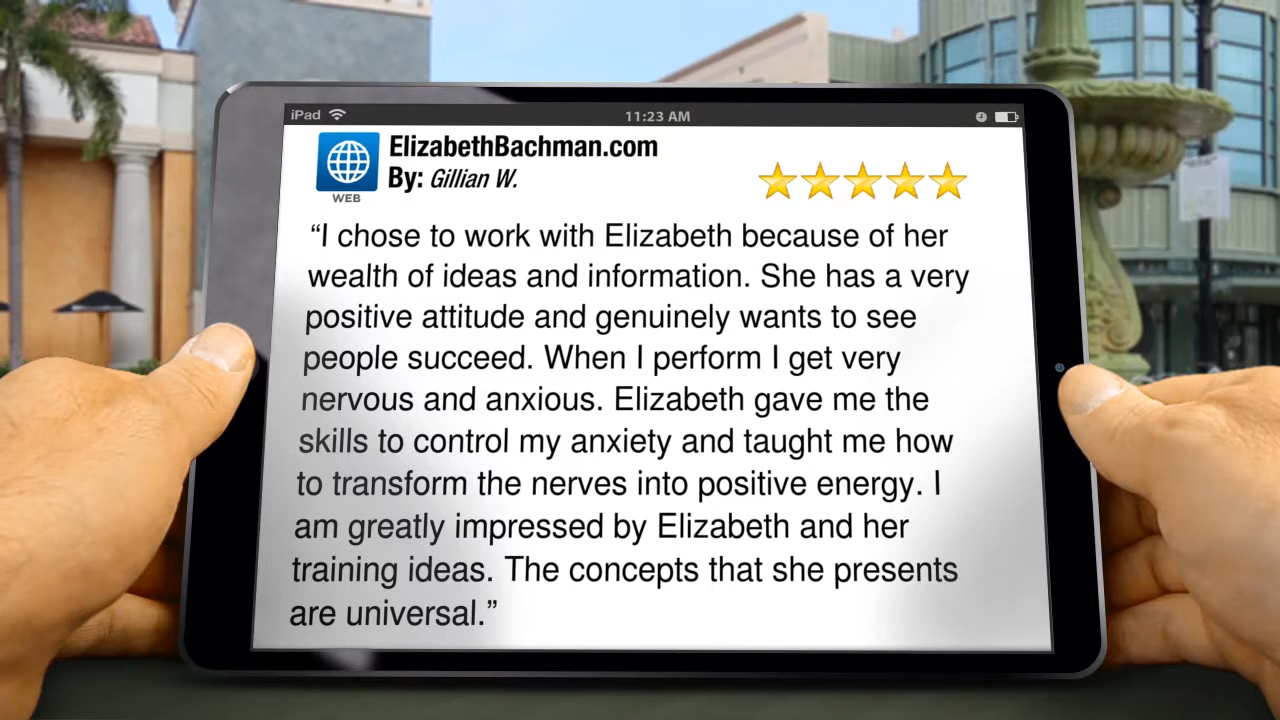 iPad 11:23 AM
ElizabethBachman.com
By: Gillian W.
WEB
“I chose to work with Elizabeth because of her
wealth of ideas and information. She has a very
positive attitude and genuinely wants to see
people succeed. When I perform I get very
nervous and anxious. Elizabeth gave me the
skills to control my anxiety and taught me how
to transform the nerves into positive energy. I
am greatly impressed by Elizabeth and her
training ideas. The concepts that she presents
are universal.”